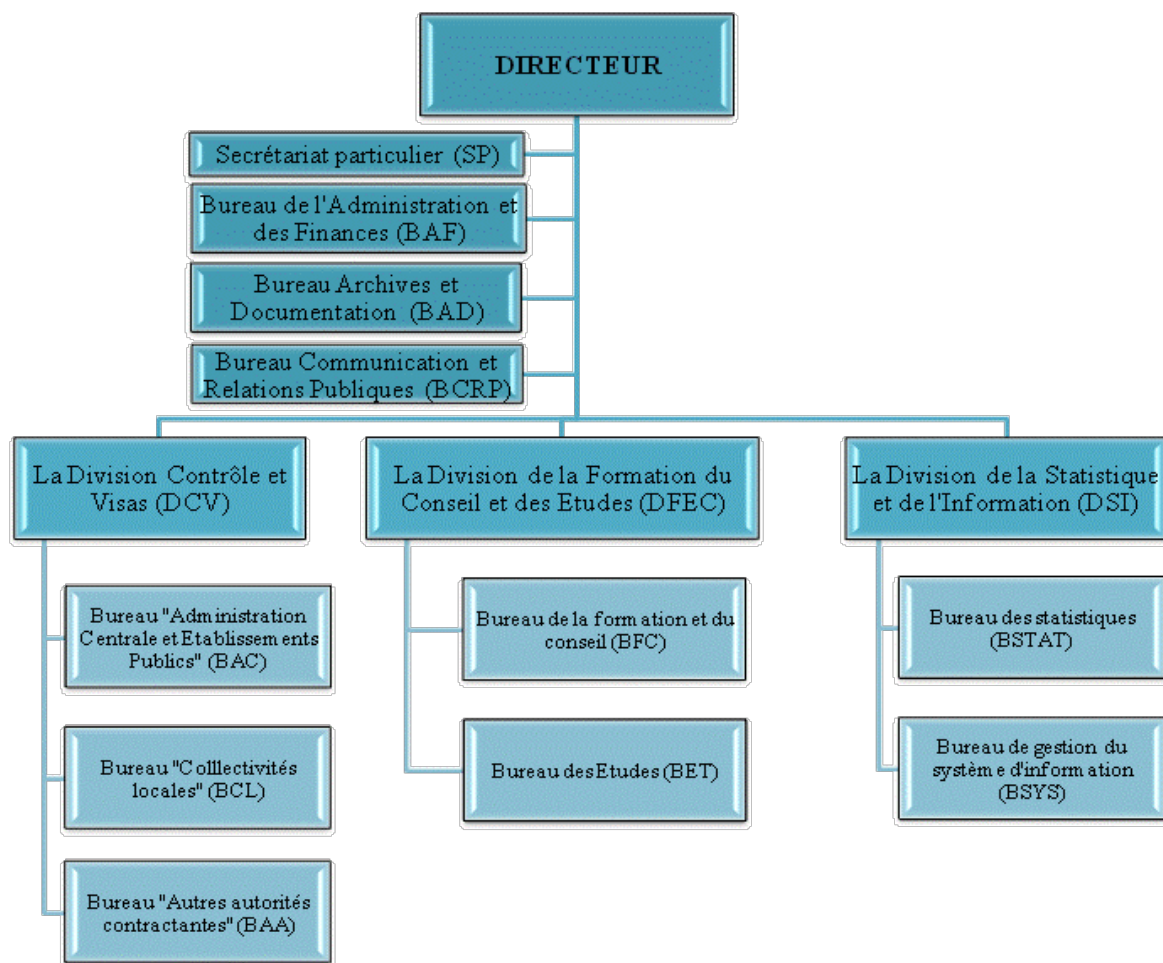 DIRECTEUR
Secrétariat particulier (SP)
Bureau de l'Administration et
des Finances (BAF)
Bureau Archives et
Documentation (BAD)
Bureau Communication et
Relations Publiques (BCRP)
La Division Contrôle et
Visas (DCV)
La Division de la Formation du
Conseil et des Etudes (DFEC)
La Division de la Statistique
et de l'Information (DSI)
Bureau "Administration
Centrale et Etablissements
Publics" (BAC)
Bureau "Colllectivités
locales" (BCL)
Bureau "Autres autorités
contractantes" (BAA)
Bureau de la formation et du
conseil (BFC)
Bureau des Etudes (BET)
Bureau des statistiques
(BSTAT)
Bureau de gestion du
système d'information
(BSYS)